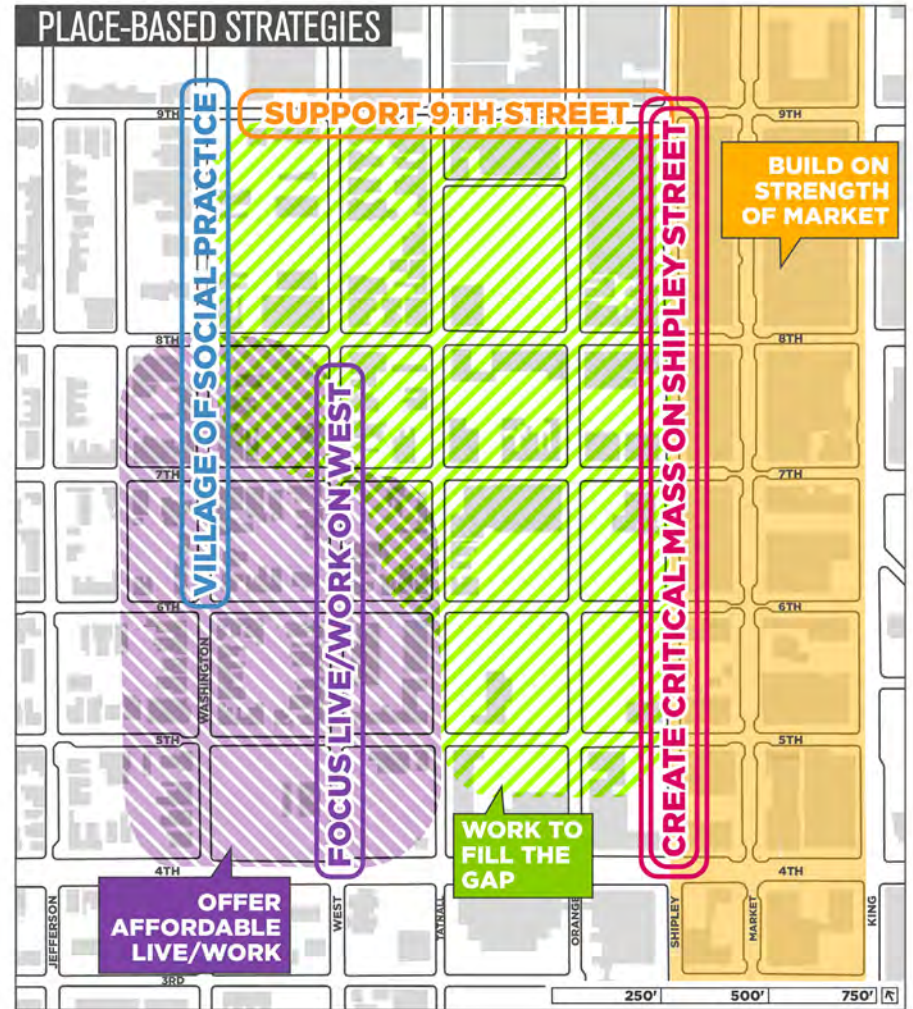 PLACE-BASED STRATEGIES
9TH
SUPPORT 9TH STREET
9TH
VILLAGE OF SOCIAL PRACTICE
CREATE CRITICAL MASS ON SHIPLEY STREET
BUILD ON
STRENGTH
OF MARKET
8TH
8TH
FOCUS LIVE/WORK ON WEST
7TH
7TH
6TH
6TH
WASHINGTON
5TH
5TH
WORK TO
FILL THE
GAP
4TH
4TH
OFFER
AFFORDABLE
LIVE/WORK
JEFFERSON
WEST
TATNALL
ORANGE
SHIPLEY
MARKET
KING
3RD
250' 500' 750'